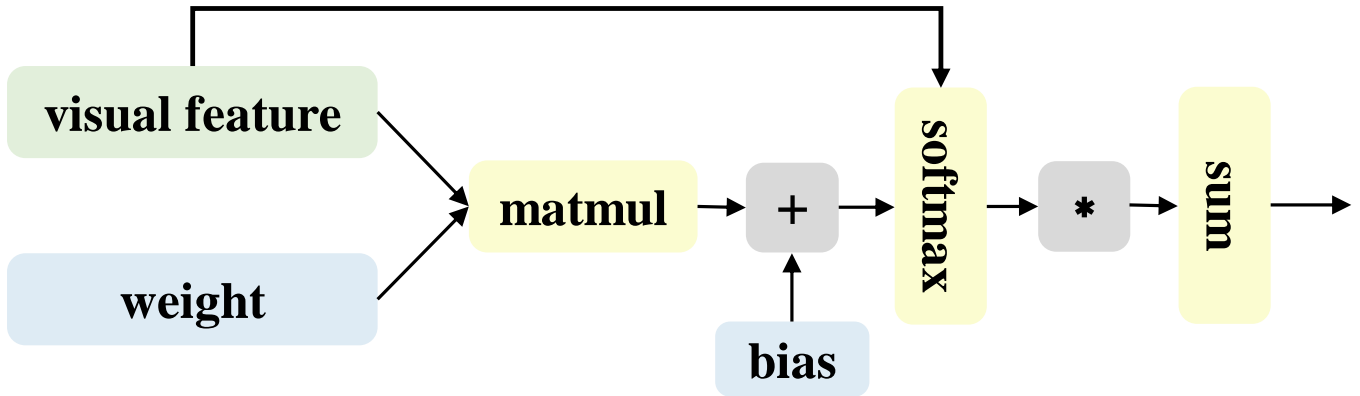 visual feature
weight
matmul
+
bias
softmax
*
sum